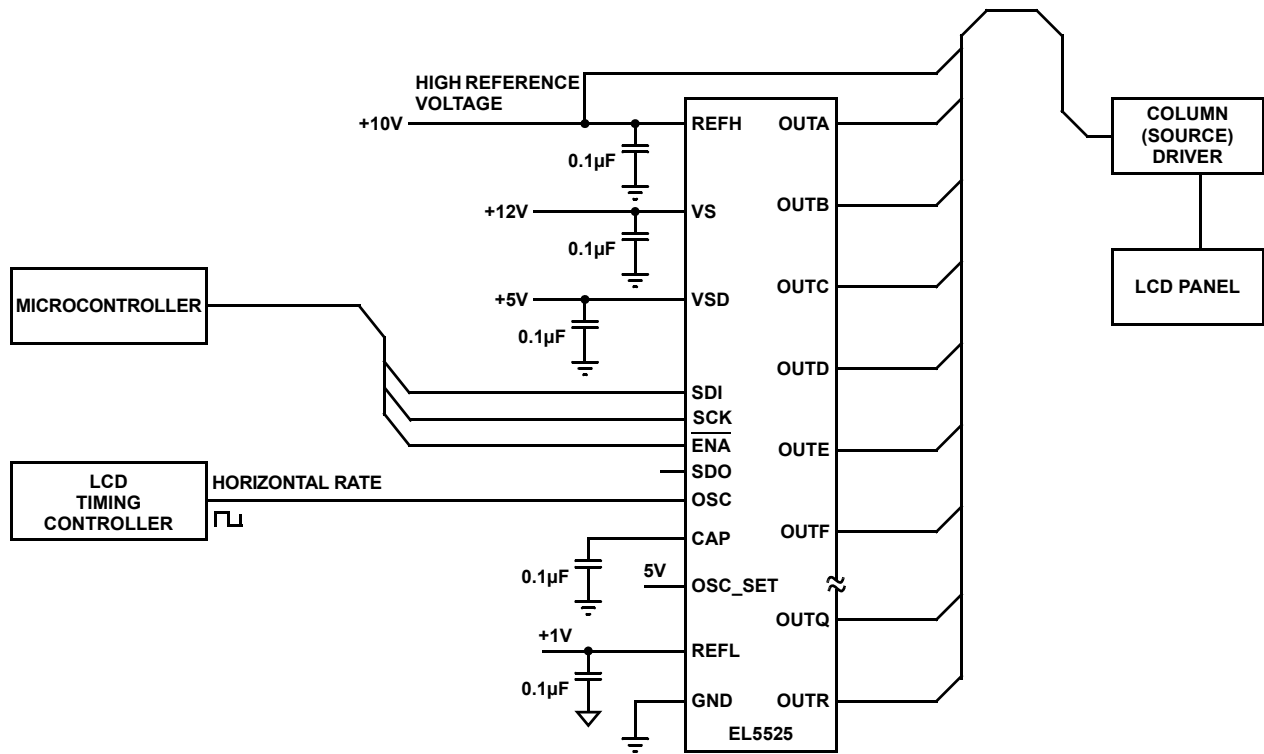 HIGH REFERENCE
VOLTAGE
+10V
REFH
OUTA
0.1µF
+12V
VS
OUTB
0.1µF
+5V
VSD
OUTC
0.1µF
OUTD
MICROCONTROLLER
SDI
SCK
ENA
OUTE
SDO
LCD
TIMING
CONTROLLER
HORIZONTAL RATE
OSC
CAP
OUTF
0.1µF
5V
OSC_SET
OUTQ
+1V
REFL
0.1µF
GND
OUTR
EL5525
COLUMN
(SOURCE)
DRIVER
LCD PANEL